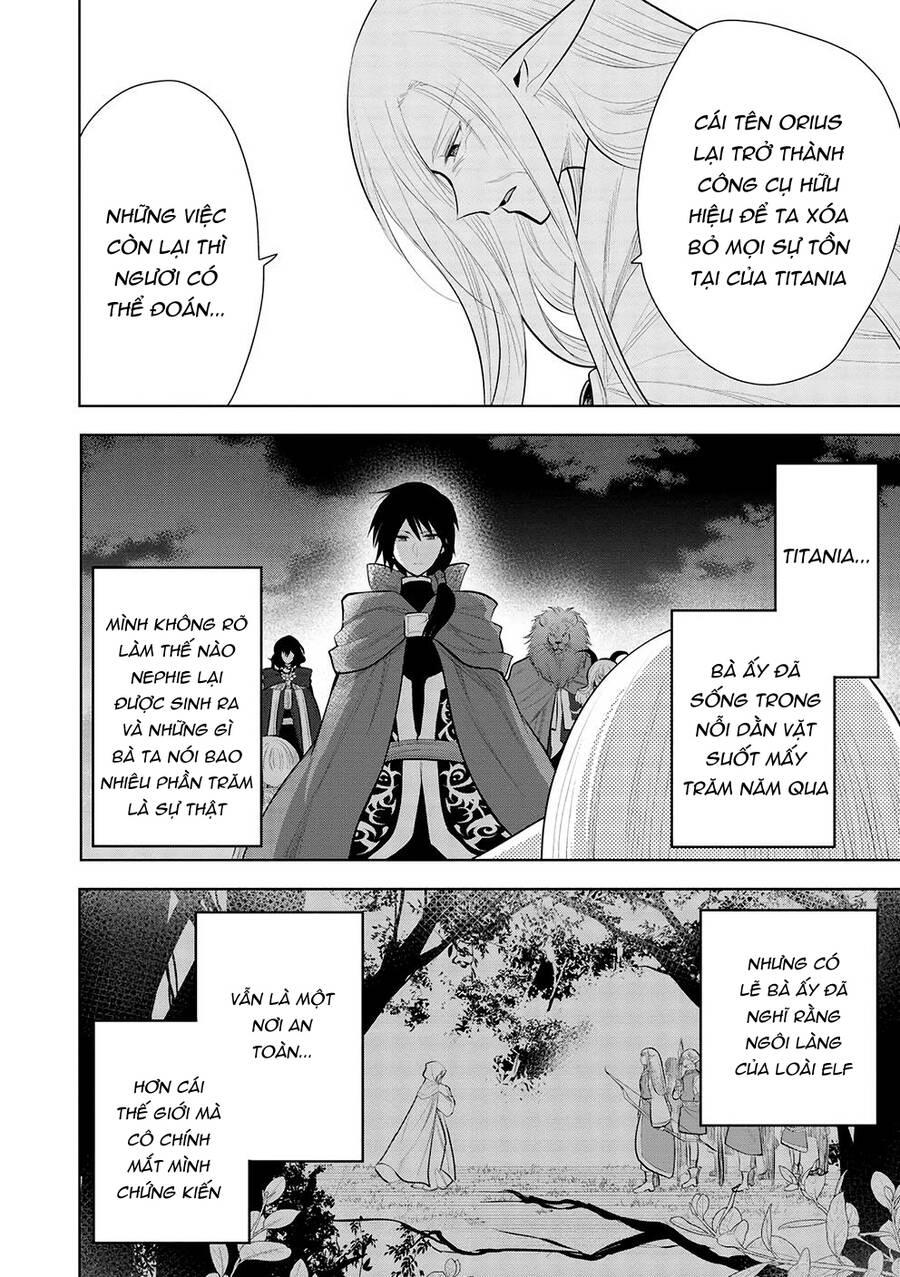 CÁI TÊN ORIUS
LẠI TRỞ THÀNH
CÔNG CỤ HỮU
HIỆU ĐỂ TA XÓA
BỎ MỌI SỰ TỒN
TẠI CỦA TITANIA
NHỮNG VIỆC
CÒN LẠI THÌ
NGƯƠI CÓ
THỂ ĐOÁN...
TITANIA...
BÀ ẤY ĐÃ
SỐNG TRONG
NỖI DẰN VẶT
SUỐT MẤY
TRĂM NĂM QUA
MÌNH KHÔNG RÕ
LÀM THẾ NÀO
NEPHIE LẠI
ĐƯỢC SINH RA
VÀ NHỮNG GÌ
BÀ TA NÓI BAO
NHIÊU PHẦN TRĂM
LÀ SỰ THẬT
NHƯNG CÓ
LẼ BÀ ẤY ĐÃ
NGHĨ RẰNG
NGÔI LÀNG
CỦA LOÀI ELF
VẪN LÀ MỘT
NƠI AN
TOÀN...
HƠN CÁI
THẾ GIỚI MÀ
CÔ CHÍNH
MẮT MÌNH
CHỨNG KIẾN